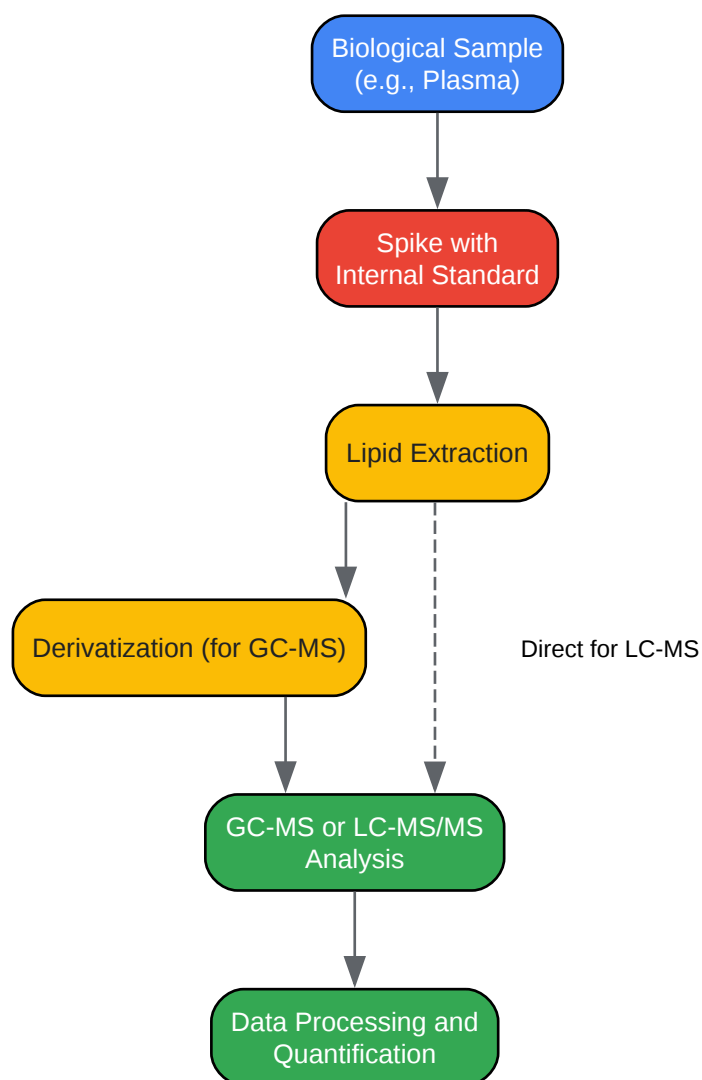 Biological Sample
(e.g., Plasma)
Spike with
Internal Standard
Lipid Extraction
Derivatization (for GC-MS)
Direct for LC-MS
GC-MS or LC-MS/MS
Analysis
Data Processing and
Quantification